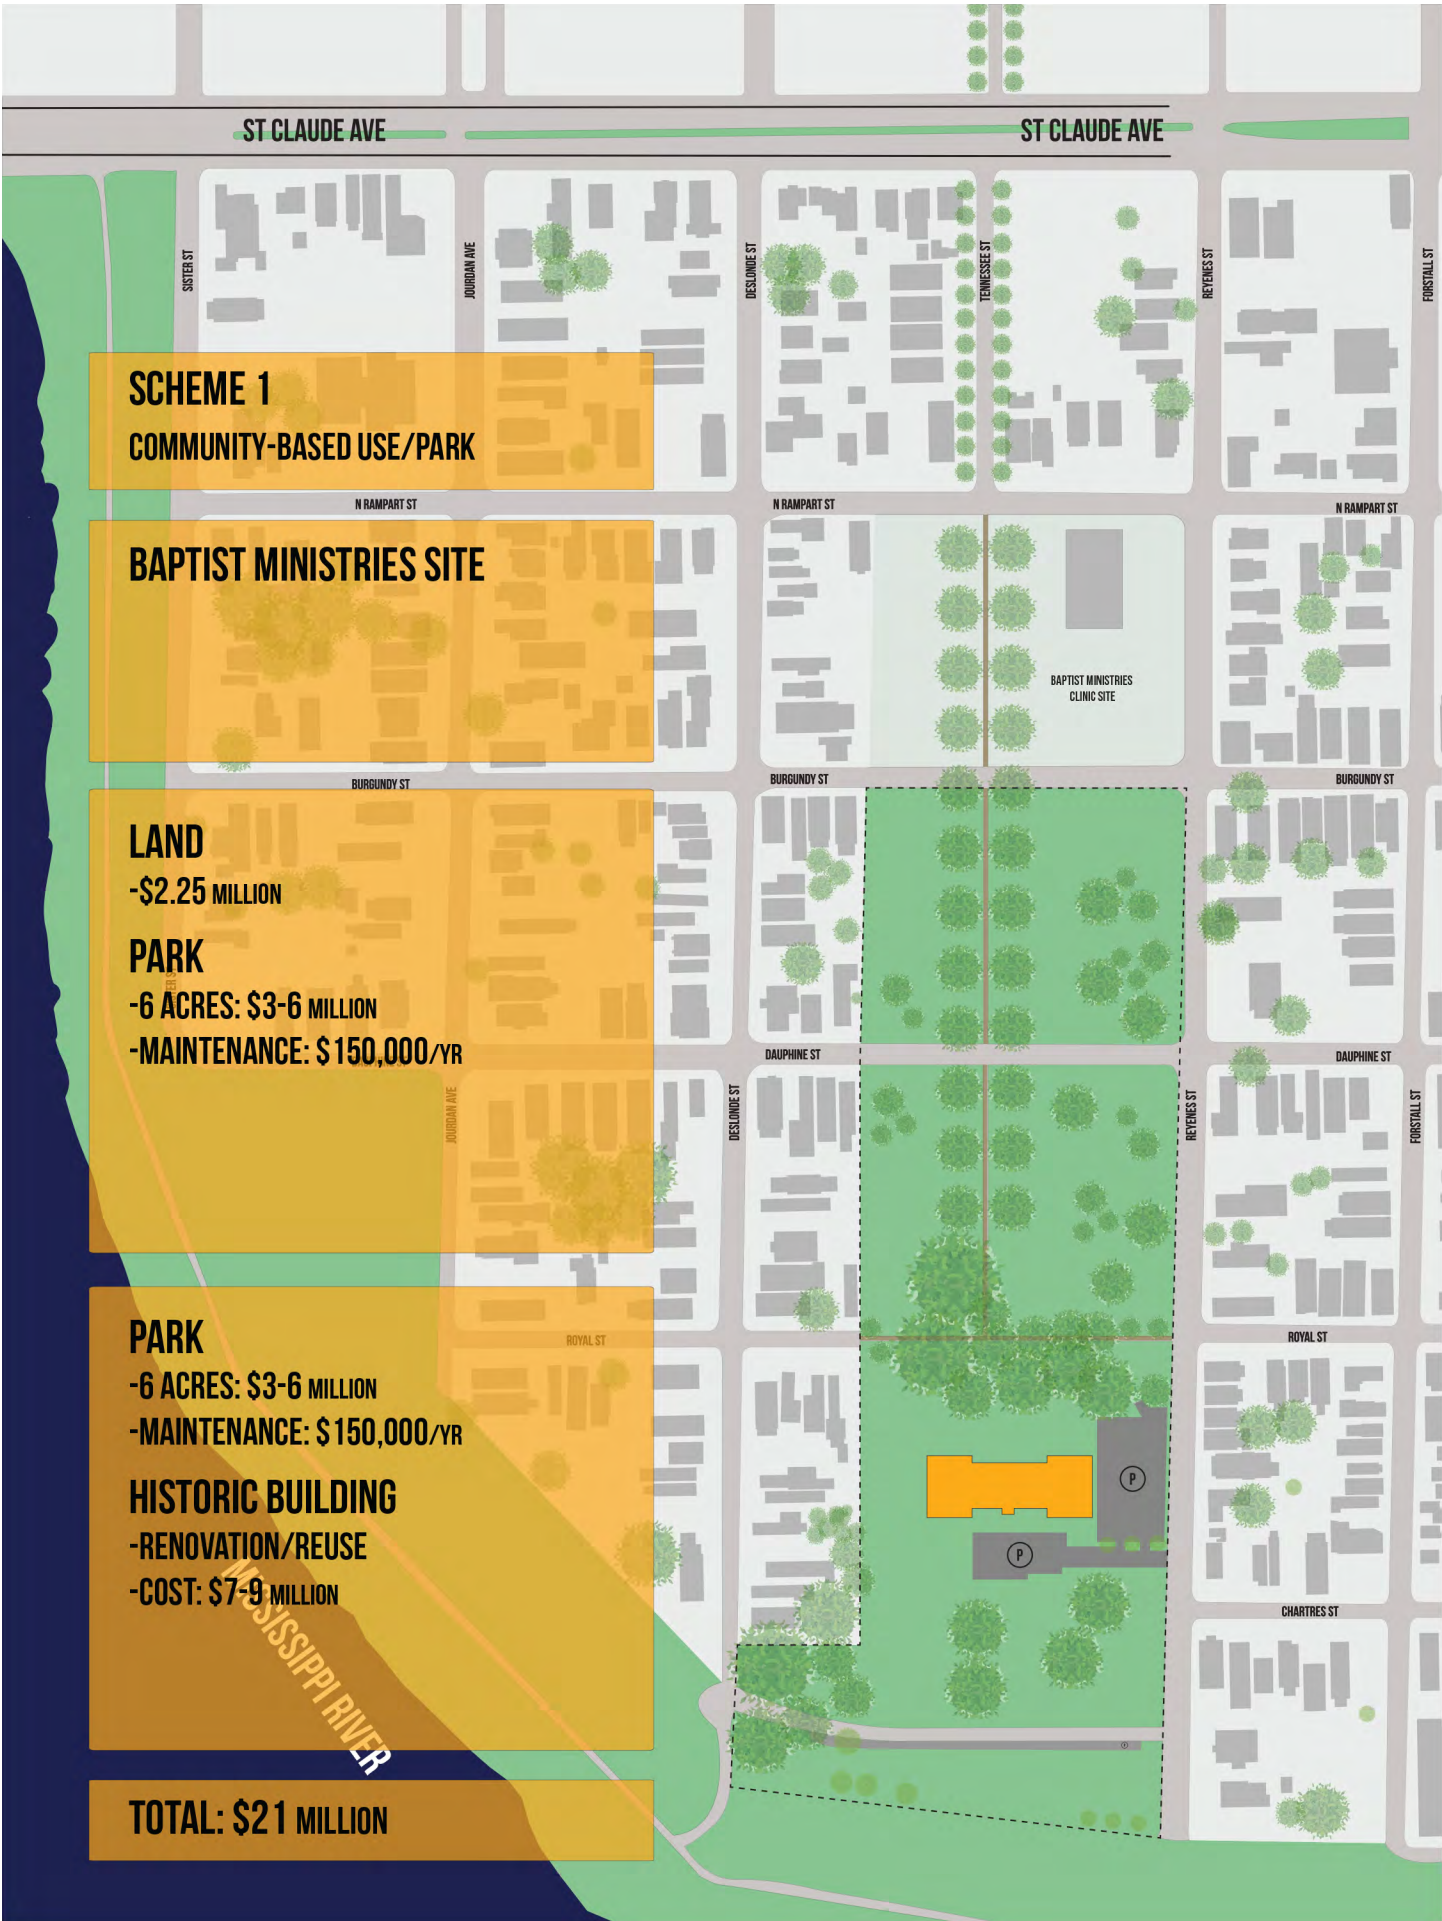 ST CLAUDE AVE
ST CLAUDE AVE
SISTER ST
JOURDAN AVE
DESLONDE ST
TENNESSEE ST
REYENES ST
FORSTALL ST
SCHEME 1
COMMUNITY-BASED USE/PARK
N RAMPART ST
N RAMPART ST
N RAMPART ST
BAPTIST MINISTRIES SITE
BAPTIST MINISTRIES
CLINIC SITE
BURGUNDY ST
BURGUNDY ST
BURGUNDY ST
LAND
-$2.25 MILLION
PARK
-6 ACRES: $3-6 MILLION
-MAINTENANCE: $150,000/YR
DAUPHINE ST
DAUPHINE ST
JOURDAN AVE
DESLONDE ST
REYENES ST
FORSTALL ST
ROYAL ST
ROYAL ST
PARK
-6 ACRES: $3-6 MILLION
-MAINTENANCE: $150,000/YR
HISTORIC BUILDING
-RENOVATION/REUSE
-COST: $7-9 MILLION
P
P
CHARTRES ST
MISSISSIPPI RIVER
P
TOTAL: $21 MILLION